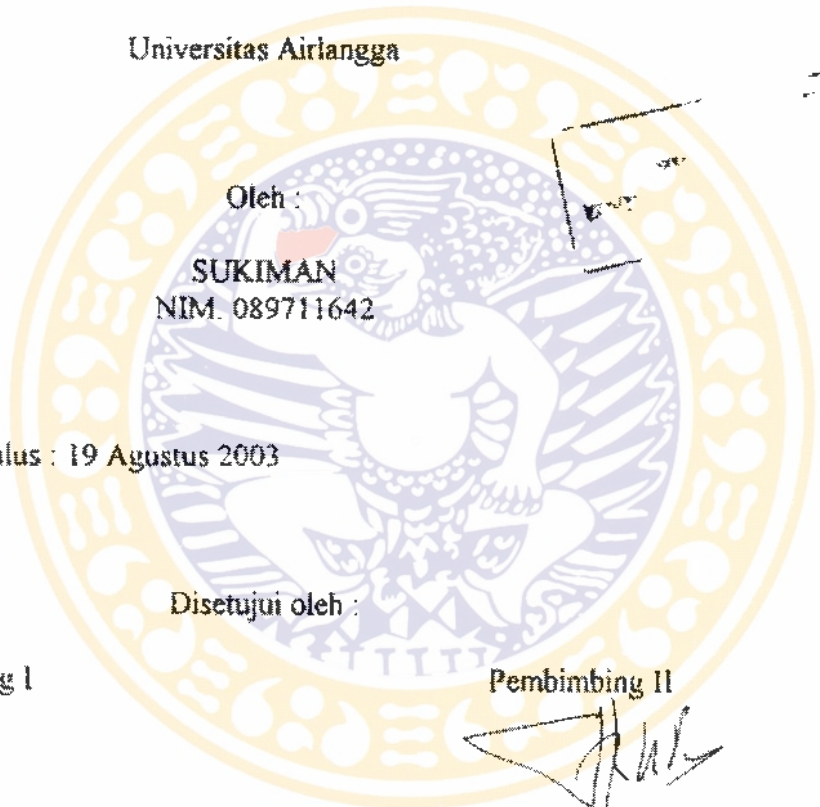 Universitas Airlangga
Oleh :
SUKIMAN
NIM. 089711642
lus : 19 Agustus 2003
Disetujui oleh :
g I
Pembimbing II